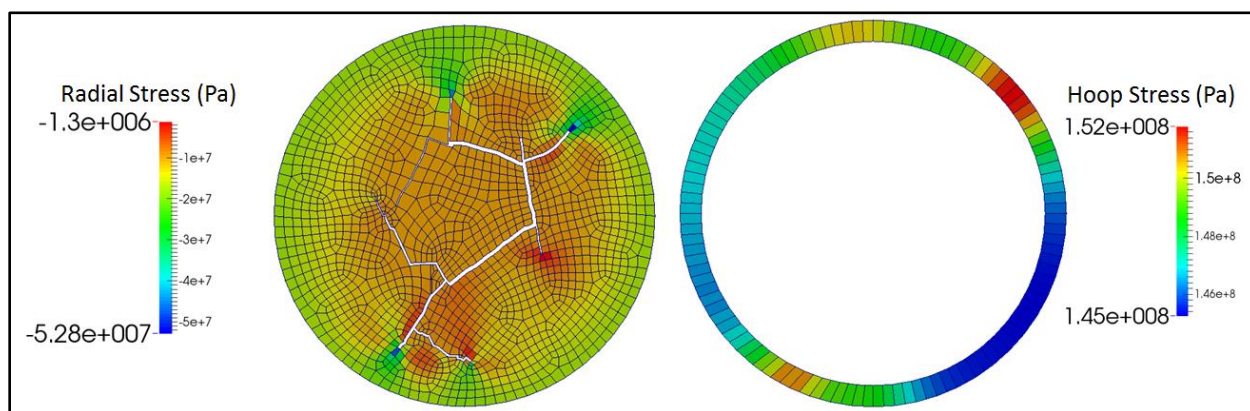 Radial Stress (Pa)
-1.3e+006
-1e+7
-2e+7
-3e+7
-4e+7
-5e+7
-5.28e+007
Hoop Stress (Pa)
1.52e+008
1.5e+8
1.48e+8
1.46e+8
1.45e+008